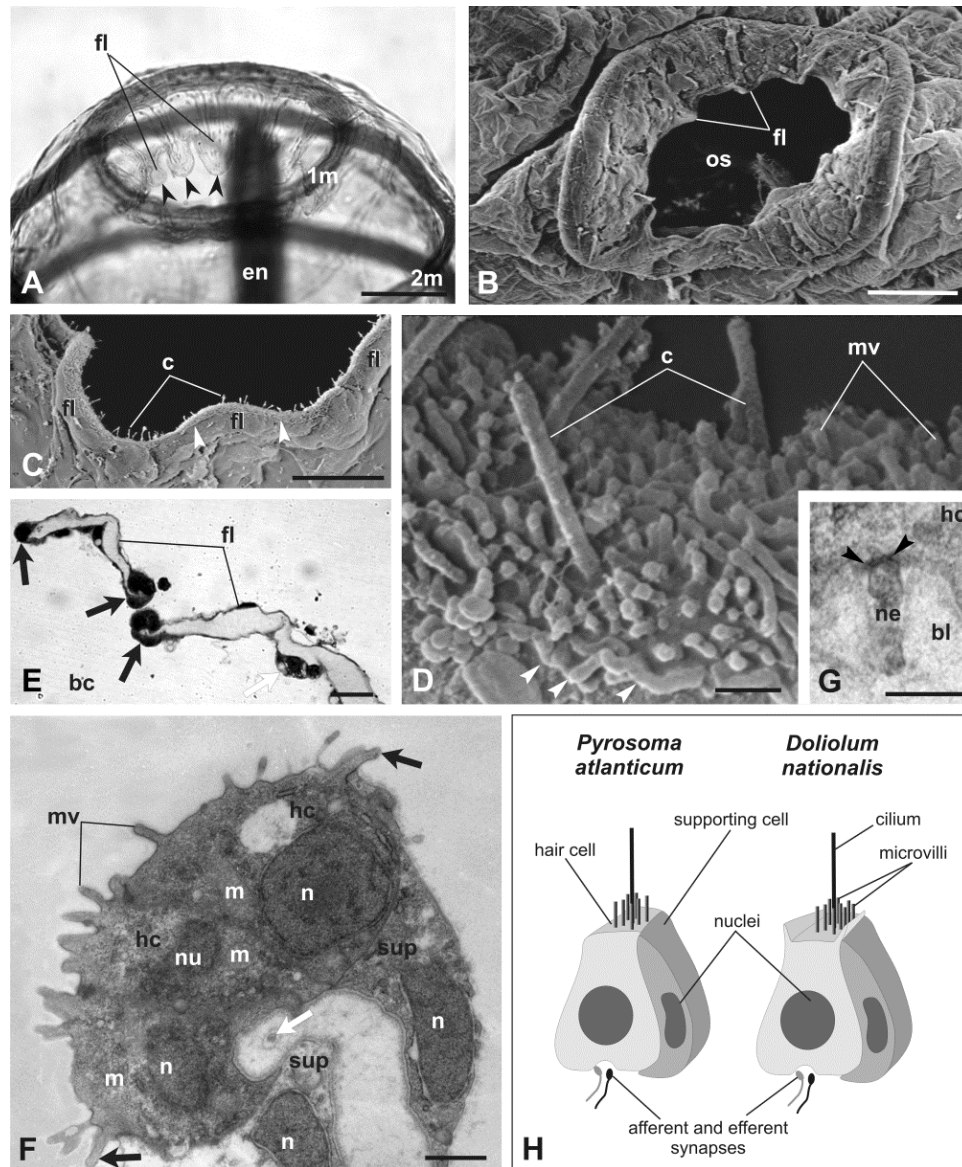 fl
1m
en
2m
A
fl
os
B
c
fl
fl
fl
C
c
mv
D
fl
bc
E
hc
ne
bl
G
mv
hc
m
n
hc
nu
m
sup
n
m
n
sup
n
F
Pyrosoma
atlanticum
Doliolum
nationalis
supporting cell
cilium
hair cell
microvilli
nuclei
afferent and efferent
synapses
H